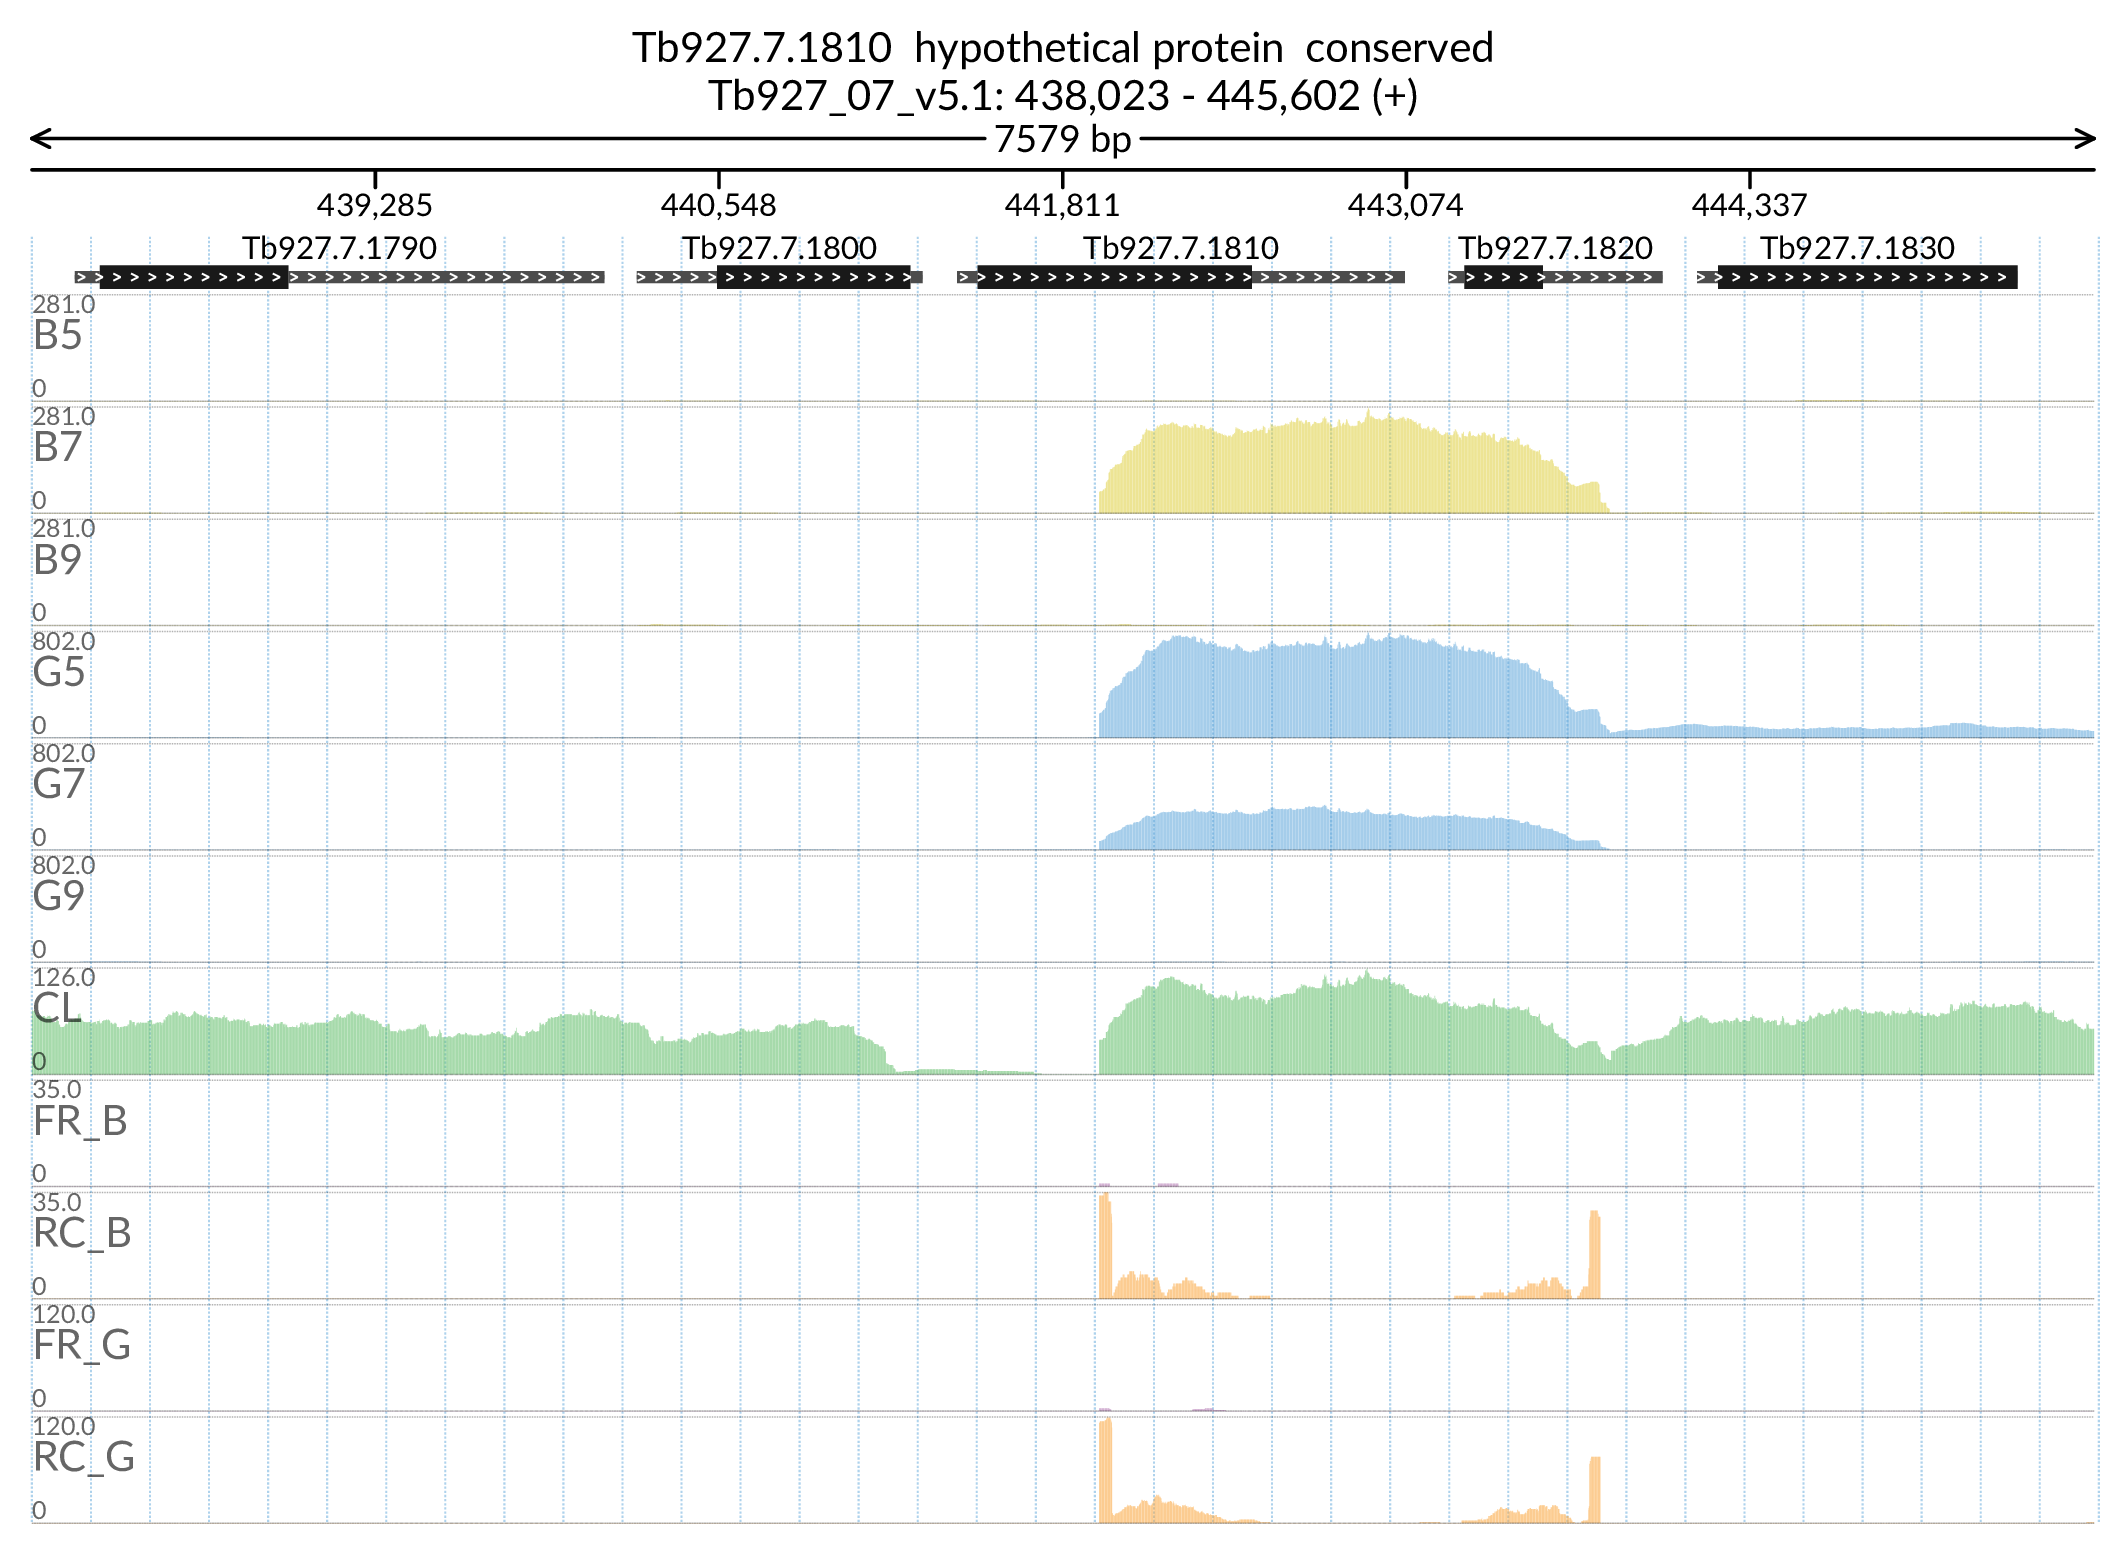 Tb927.7.1810  hypothetical protein  conserved
Tb927_07_v5.1: 438,023 - 445,602 (+)
7579 bp
439,285 440,548 441,811 443,074 444,337
Tb927.7.1790 Tb927.7.1800 Tb927.7.1810 Tb927.7.1820 Tb927.7.1830
281.0
B5
0
281.0
B7
0
281.0
B9
0
802.0
G5
0
802.0
G7
0
802.0
G9
0
126.0
CL
0
35.0
FR_B
0
35.0
RC_B
0
120.0
FR_G
0
120.0
RC_G
0